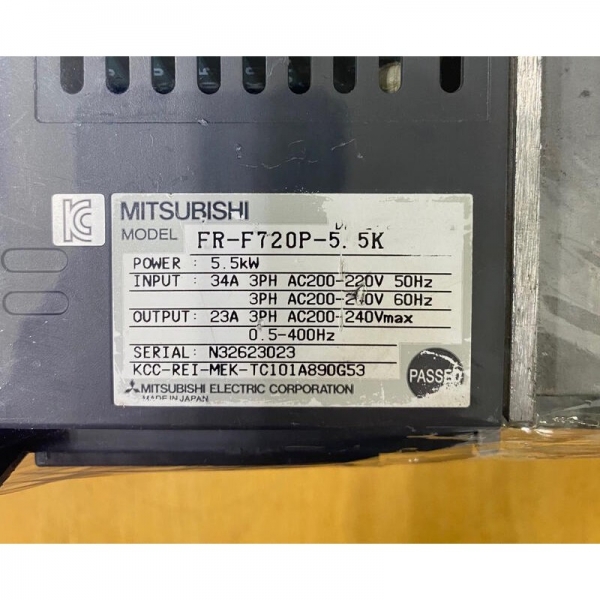 MITSUBISHI
MODEL FR-F720P-5.5K
POWER : 5.5kW
INPUT : 34A 3PH AC200-220V 50Hz
3PH AC200-240V 60Hz
OUTPUT: 23A 3PH AC200-240Vmax
0.5-400Hz
SERIAL: N32623023
KCC-REI-MEK-TC101A890G53
PASSED
MITSUBISHI ELECTRIC CORPORATION
MADE IN JAPAN